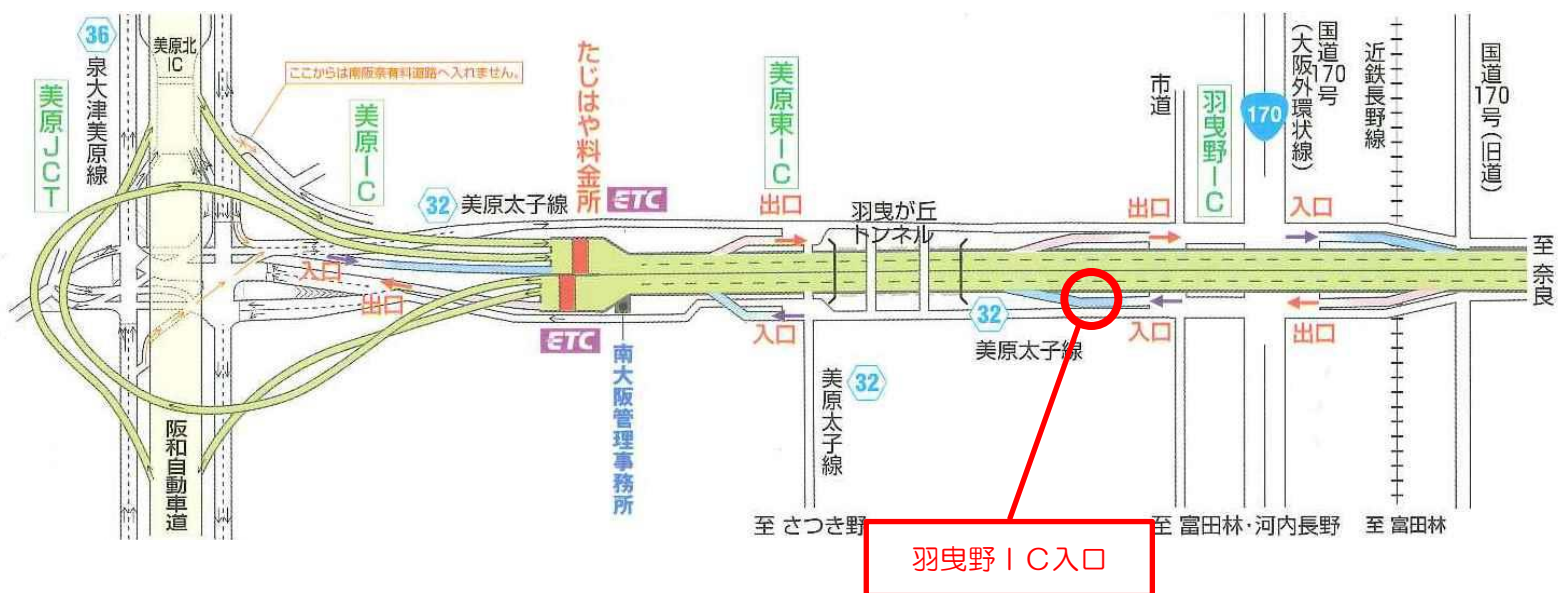 36
泉大津美原線
美原北
IC
ここからは南阪奈有料道路へ入れません。
美原JCT
美原IC
たじはや料金所
ETC
32
美原太子線
美原東IC
出口
羽曳が丘
トンネル
出口
市道
羽曳野IC
170
国道170号
(大阪外環状線)
入口
近鉄長野線
国道170号(旧道)
至 奈良
入口
出口
ETC
南大阪管理事務所
入口
32
美原太子線
32
美原太子線
入口
出口
阪和自動車道
至 さつき野
至 富田林・河内長野
至 富田林
羽曳野IC入口